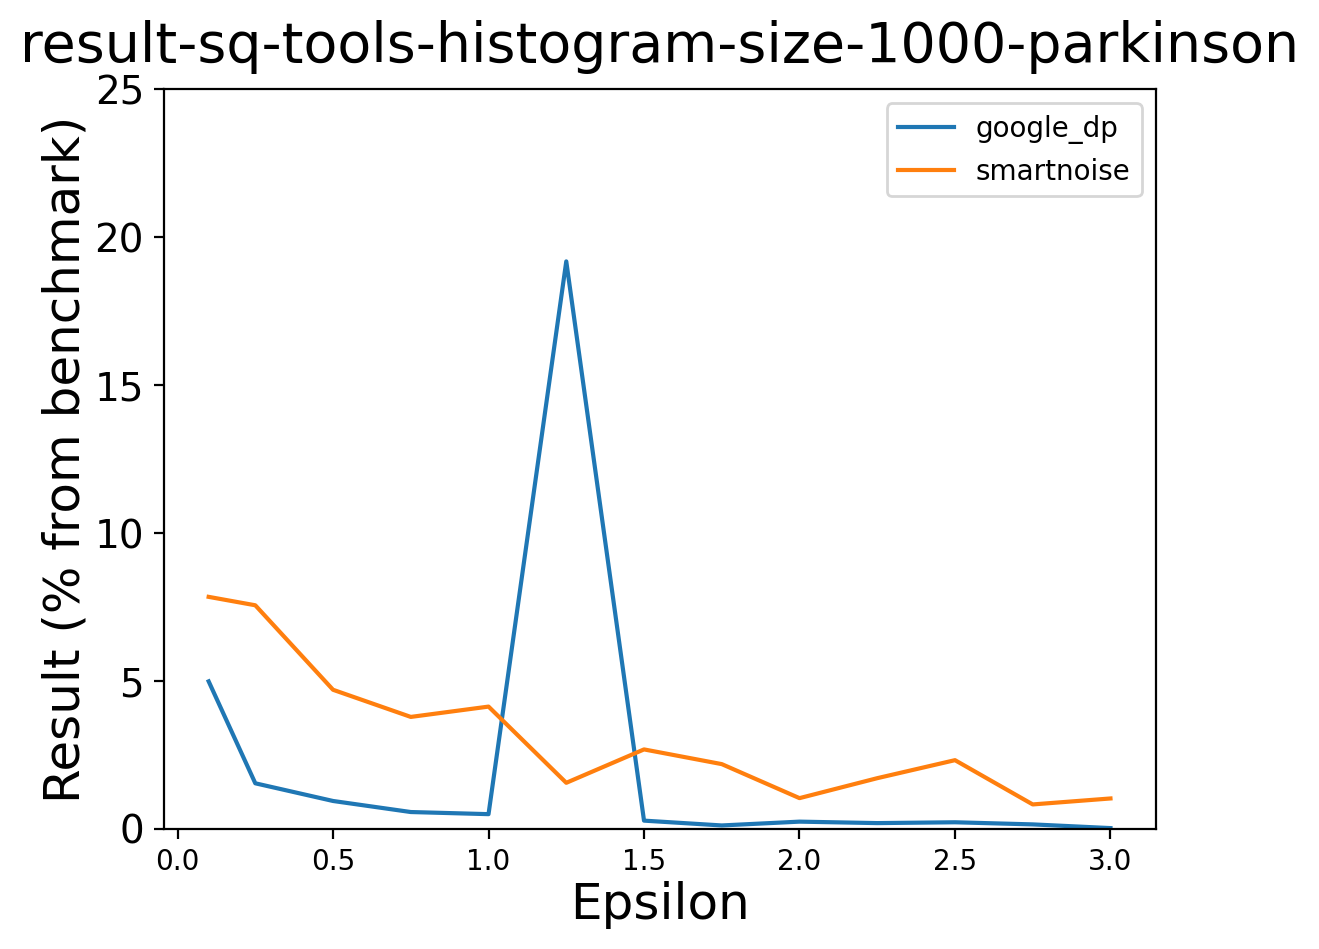 result-sq-tools-histogram-size-1000-parkinson
Result (% from benchmark)
25
20
15
10
5
0
google_dp
smartnoise
0.0 0.5 1.0 1.5 2.0 2.5 3.0
Epsilon